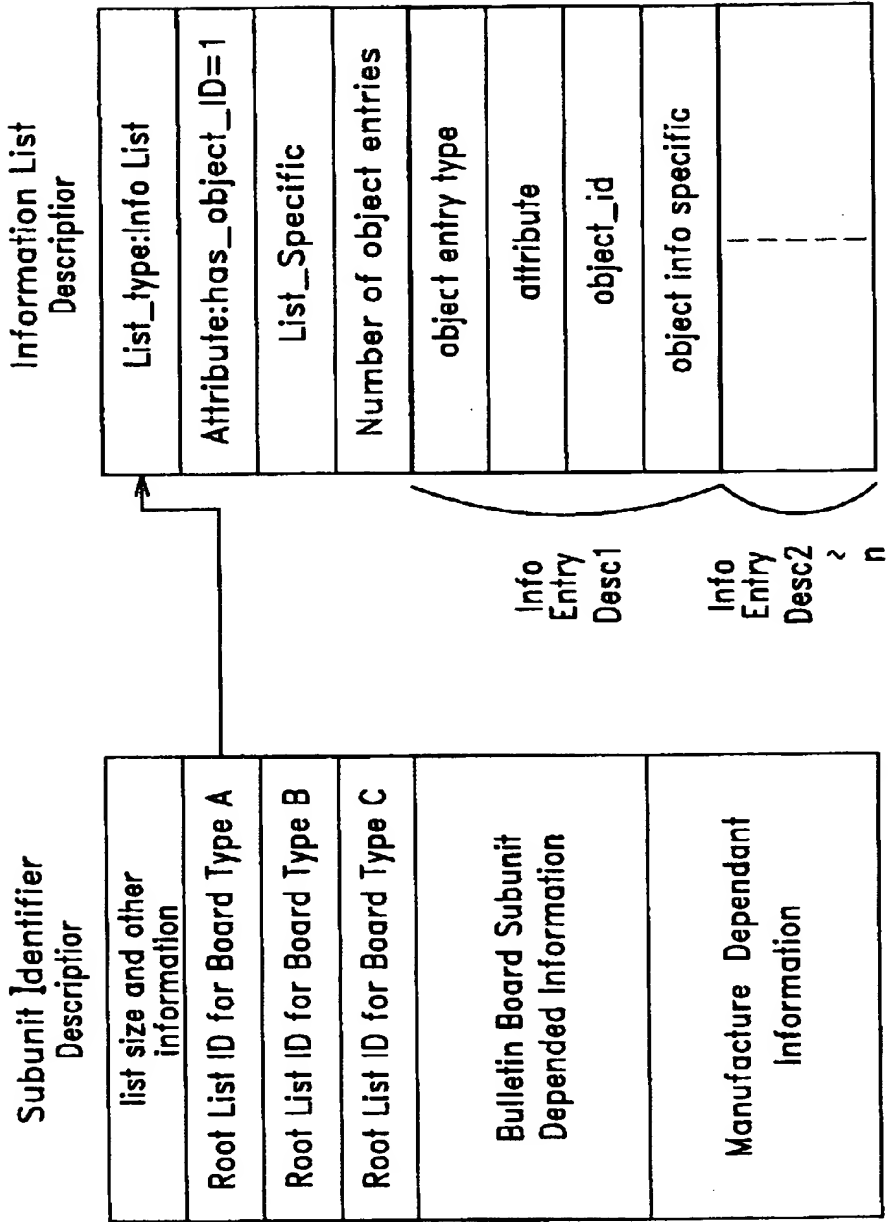 Subunit Identifier
Descriptior
list size and other
information
Root List ID for Board Type A
Root List ID for Board Type B
Root List ID for Board Type C
Bulletin Board Subunit
Depended Information
Manufacture Dependant
Information
Information List
Descriptior
List_type:Info List
Attribute:has_object_ID=1
List_Specific
Number of object entries
object entry type
attribute
object_id
object info specific
Info
Entry
Desc1
Info
Entry
Desc2
~
n